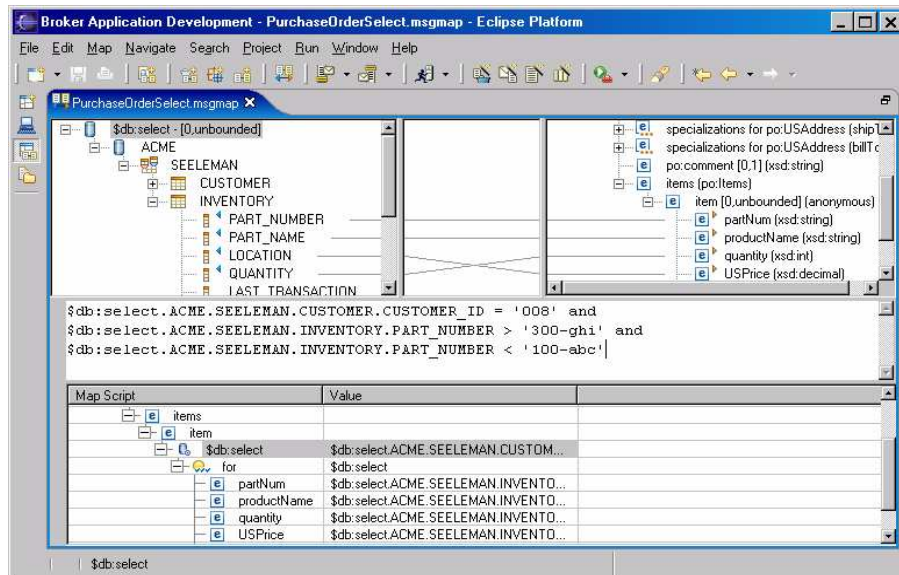 Broker Application Development - PurchaseOrderSelect.msgmap - Eclipse Platform
File Edit Map Navigate Search Project Run Window Help
PurchaseOrderSelect.msgmap
$db:select - [0,unbounded]
ACME
SEELEMAN
CUSTOMER
INVENTORY
PART_NUMBER
PART_NAME
LOCATION
QUANTITY
LAST_TRANSACTION
specializations for po:USAddress (shipT
specializations for po:USAddress (billTo
po:comment [0,1] (xsd:string)
items (po:Items)
item [0,unbounded] (anonymous)
partNum (xsd:string)
productName (xsd:string)
quantity (xsd:int)
USPrice (xsd:decimal)
$db:select.ACME.SEELEMAN.CUSTOMER.CUSTOMER_ID = '008' and
$db:select.ACME.SEELEMAN.INVENTORY.PART_NUMBER > '300-ghi' and
$db:select.ACME.SEELEMAN.INVENTORY.PART_NUMBER < '100-abc'
Map Script Value
items
item
$db:select $db:select.ACME.SEELEMAN.CUSTOM...
for $db:select
partNum $db:select.ACME.SEELEMAN.INVENTO...
productName $db:select.ACME.SEELEMAN.INVENTO...
quantity $db:select.ACME.SEELEMAN.INVENTO...
USPrice $db:select.ACME.SEELEMAN.INVENTO...
$db:select